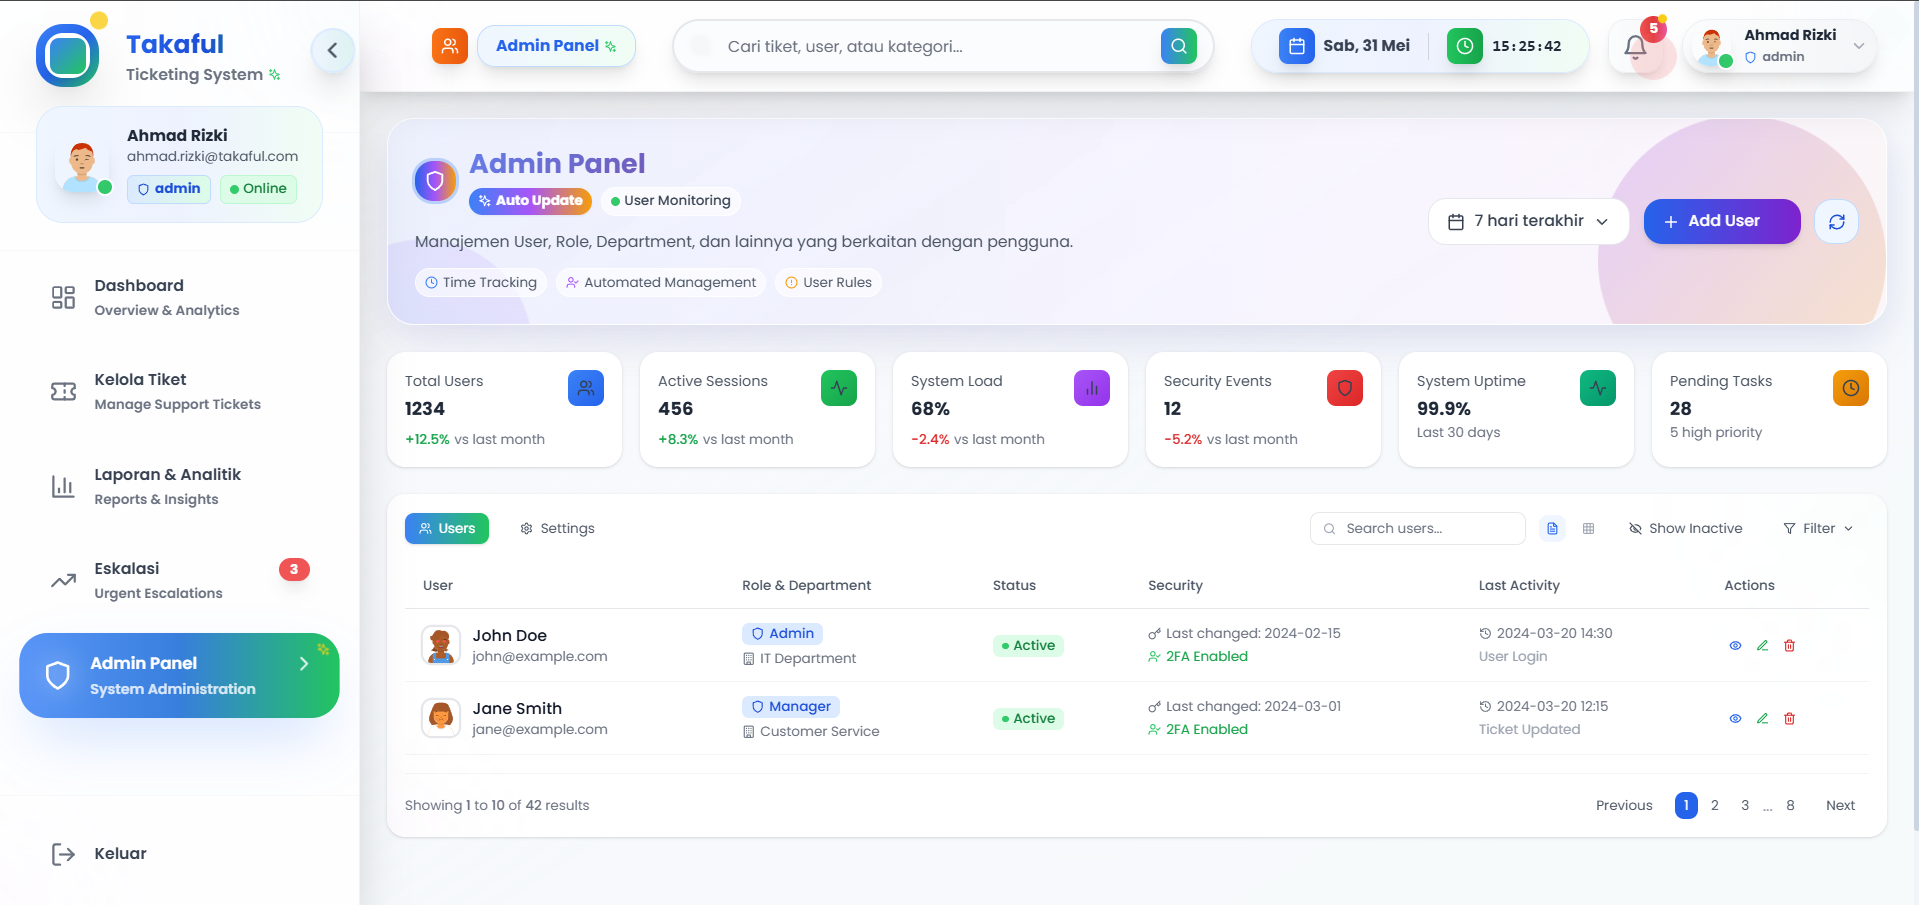 Takaful
Ticketing System
Ahmad Rizki
ahmad.rizki@takaful.com
admin
Online
Dashboard
Overview & Analytics
Kelola Tiket
Manage Support Tickets
Laporan & Analitik
Reports & Insights
Eskalasi
Urgent Escalations
3
Admin Panel
System Administration
Keluar
Admin Panel
Cari tiket, user, atau kategori...
Sab, 31 Mei
15:25:42
5
Ahmad Rizki
admin
Admin Panel
Auto Update
User Monitoring
Manajemen User, Role, Department, dan lainnya yang berkaitan dengan pengguna.
Time Tracking
Automated Management
User Rules
7 hari terakhir
Add User
Total Users
1234
+12.5% vs last month
Active Sessions
456
+8.3% vs last month
System Load
68%
-2.4% vs last month
Security Events
12
-5.2% vs last month
System Uptime
99.9%
Last 30 days
Pending Tasks
28
5 high priority
Users
Settings
Search users...
Show Inactive
Filter
User Role & Department Status Security Last Activity Actions
John Doe
john@example.com
Admin
IT Department
Active
Last changed: 2024-02-15
2FA Enabled
2024-03-20 14:30
User Login
Jane Smith
jane@example.com
Manager
Customer Service
Active
Last changed: 2024-03-01
2FA Enabled
2024-03-20 12:15
Ticket Updated
Showing 1 to 10 of 42 results
Previous 1 2 3 ... 8 Next